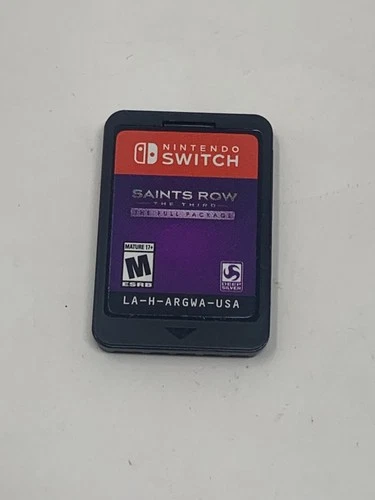 NINTENDO
SWITCH
SAINTS ROW
THE THIRD
THE FULL PACKAGE
MATURE 17+
M
ESRB
DEEP
SILVER
LA-H-ARGWA-USA